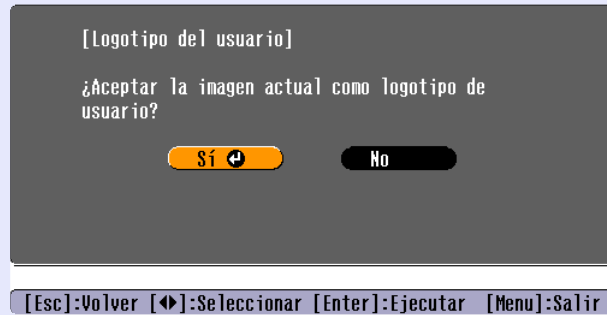 [Logotipo del usuario]
¿Aceptar la imagen actual como logotipo de
usuario?
Sí
No
[Esc]:Volver [◄►]:Seleccionar [Enter]:Ejecutar [Menu]:Salir